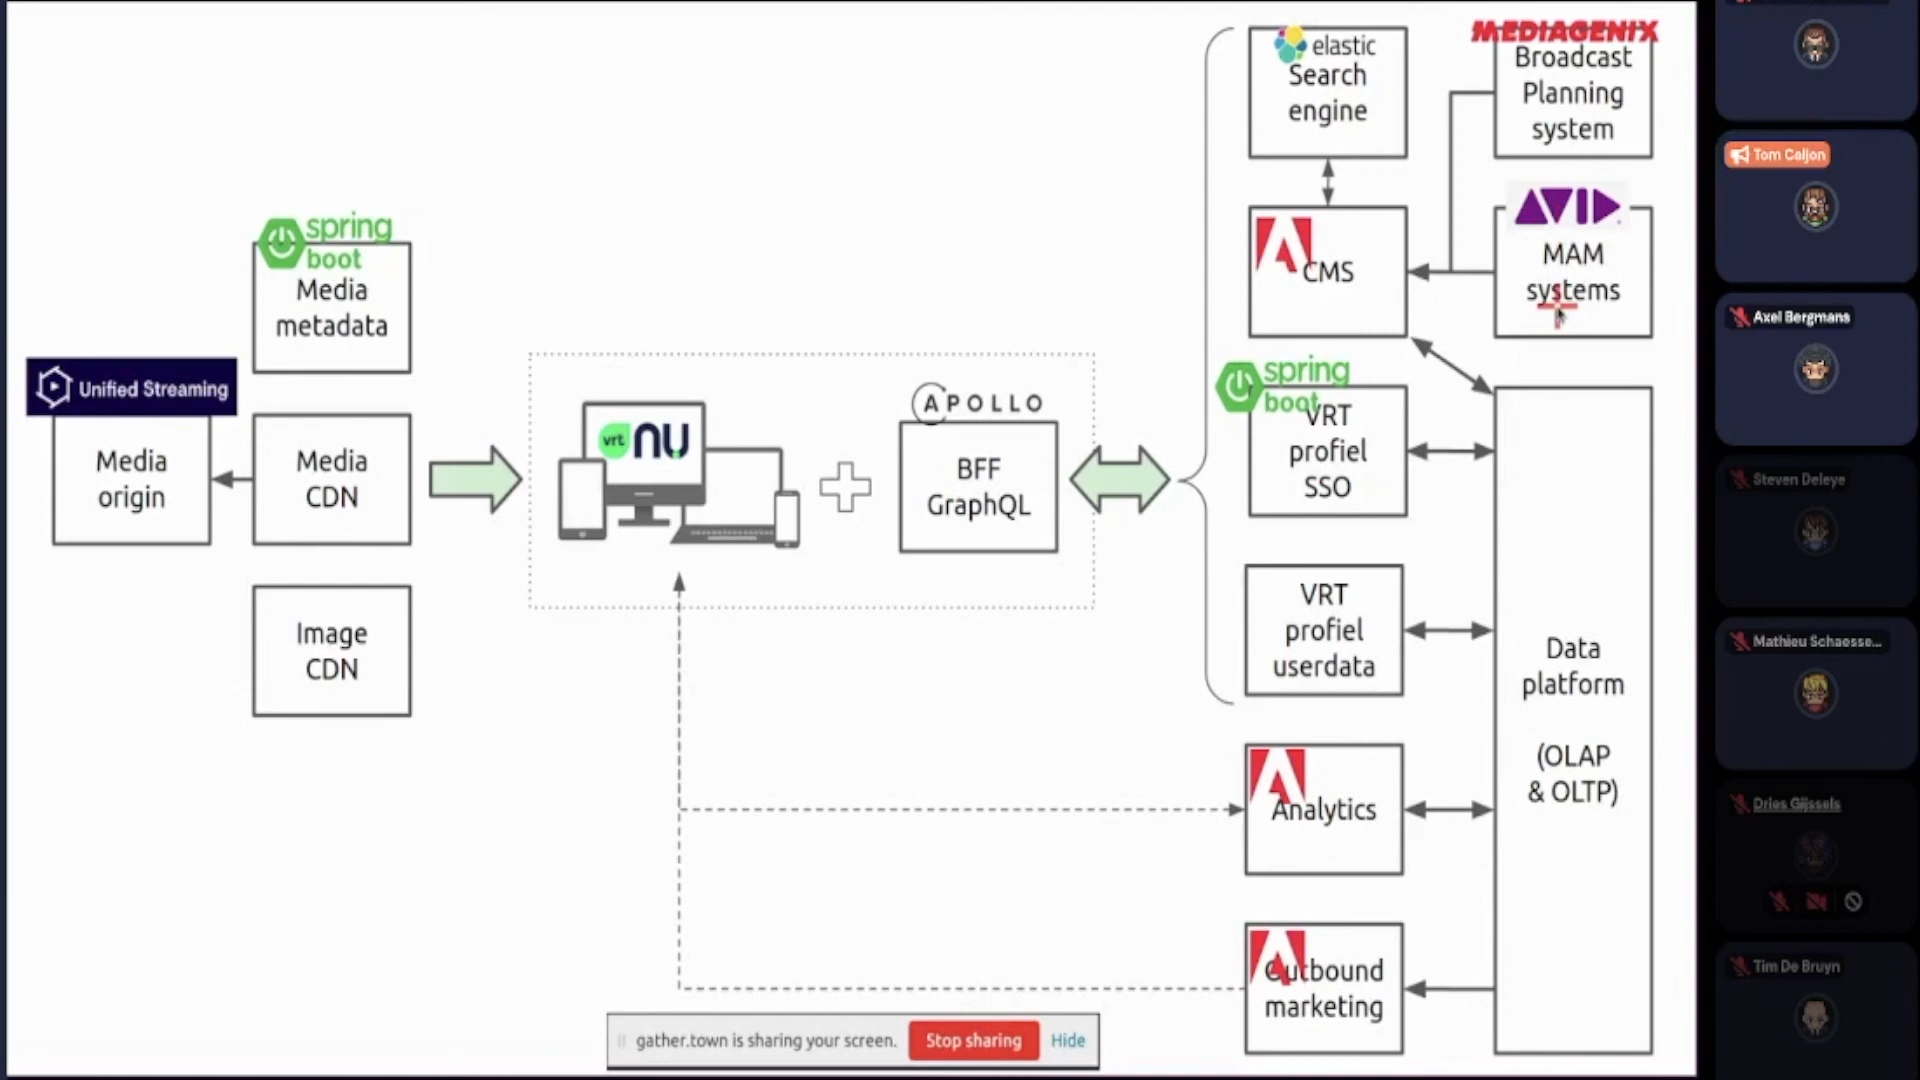 spring
boot
Media
metadata
Unified Streaming
Media
origin
Media
CDN
Image
CDN
vrt nu
APOLLO
BFF
GraphQL
elastic
Search
engine
MEDIAGENIX
Broadcast
Planning
system
AVID
MAM
systems
CMS
spring
boot
VRT
profiel
SSO
VRT
profiel
userdata
Analytics
Outbound
marketing
Data
platform
(OLAP
& OLTP)
gather.town is sharing your screen. Stop sharing Hide
Tom Caljon
Axel Bergmans
Steven Deleye
Mathieu Schaesse...
Dries Gijssels
Tim De Bruyn